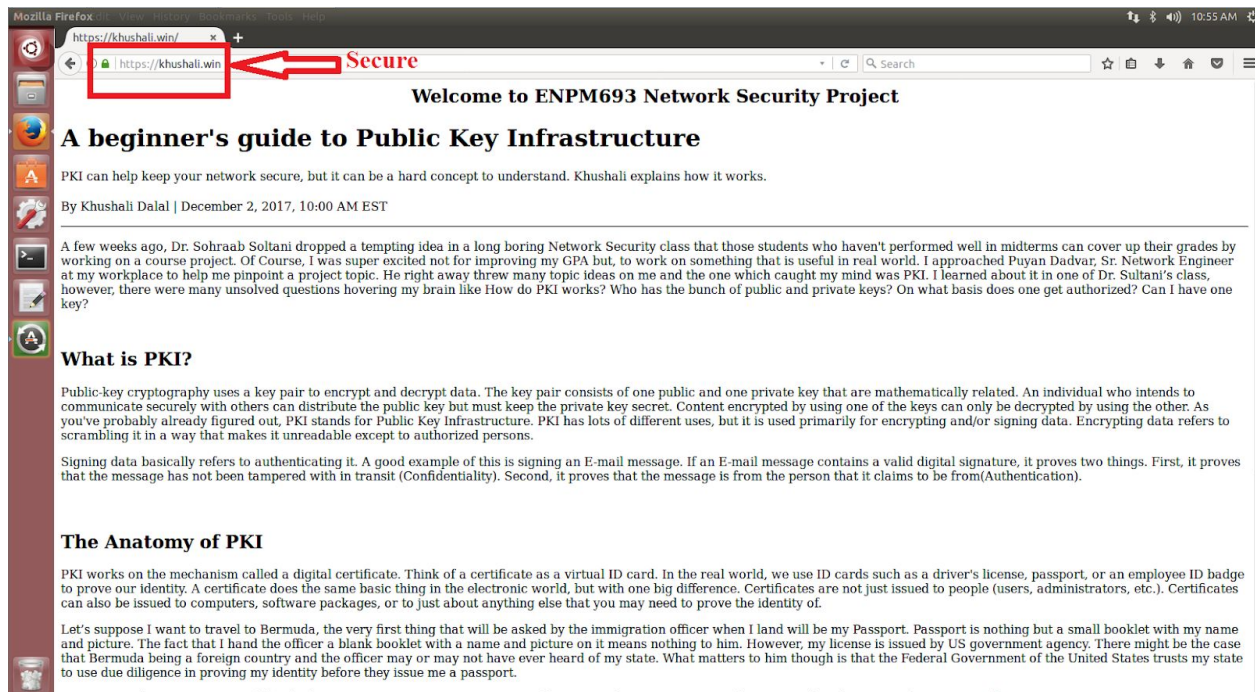 Mozilla Firefox Edit View History Bookmarks Tools Help
10:55 AM
https://khushali.win/ × +
https://khushali.win
Secure
Search
Welcome to ENPM693 Network Security Project
A beginner's guide to Public Key Infrastructure
PKI can help keep your network secure, but it can be a hard concept to understand. Khushali explains how it works.
By Khushali Dalal | December 2, 2017, 10:00 AM EST
A few weeks ago, Dr. Sohraab Soltani dropped a tempting idea in a long boring Network Security class that those students who haven't performed well in midterms can cover up their grades by
working on a course project. Of Course, I was super excited not for improving my GPA but, to work on something that is useful in real world. I approached Puyan Dadvar, Sr. Network Engineer
at my workplace to help me pinpoint a project topic. He right away threw many topic ideas on me and the one which caught my mind was PKI. I learned about it in one of Dr. Sultani's class,
however, there were many unsolved questions hovering my brain like How do PKI works? Who has the bunch of public and private keys? On what basis does one get authorized? Can I have one
key?
What is PKI?
Public-key cryptography uses a key pair to encrypt and decrypt data. The key pair consists of one public and one private key that are mathematically related. An individual who intends to
communicate securely with others can distribute the public key but must keep the private key secret. Content encrypted by using one of the keys can only be decrypted by using the other. As
you've probably already figured out, PKI stands for Public Key Infrastructure. PKI has lots of different uses, but it is used primarily for encrypting and/or signing data. Encrypting data refers to
scrambling it in a way that makes it unreadable except to authorized persons.
Signing data basically refers to authenticating it. A good example of this is signing an E-mail message. If an E-mail message contains a valid digital signature, it proves two things. First, it proves
that the message has not been tampered with in transit (Confidentiality). Second, it proves that the message is from the person that it claims to be from(Authentication).
The Anatomy of PKI
PKI works on the mechanism called a digital certificate. Think of a certificate as a virtual ID card. In the real world, we use ID cards such as a driver's license, passport, or an employee ID badge
to prove our identity. A certificate does the same basic thing in the electronic world, but with one big difference. Certificates are not just issued to people (users, administrators, etc.). Certificates
can also be issued to computers, software packages, or to just about anything else that you may need to prove the identity of.
Let's suppose I want to travel to Bermuda, the very first thing that will be asked by the immigration officer when I land will be my Passport. Passport is nothing but a small booklet with my name
and picture. The fact that I hand the officer a blank booklet with a name and picture on it means nothing to him. However, my license is issued by US government agency. There might be the case
that Bermuda being a foreign country and the officer may or may not have ever heard of my state. What matters to him though is that the Federal Government of the United States trusts my state
to use due diligence in proving my identity before they issue me a passport.